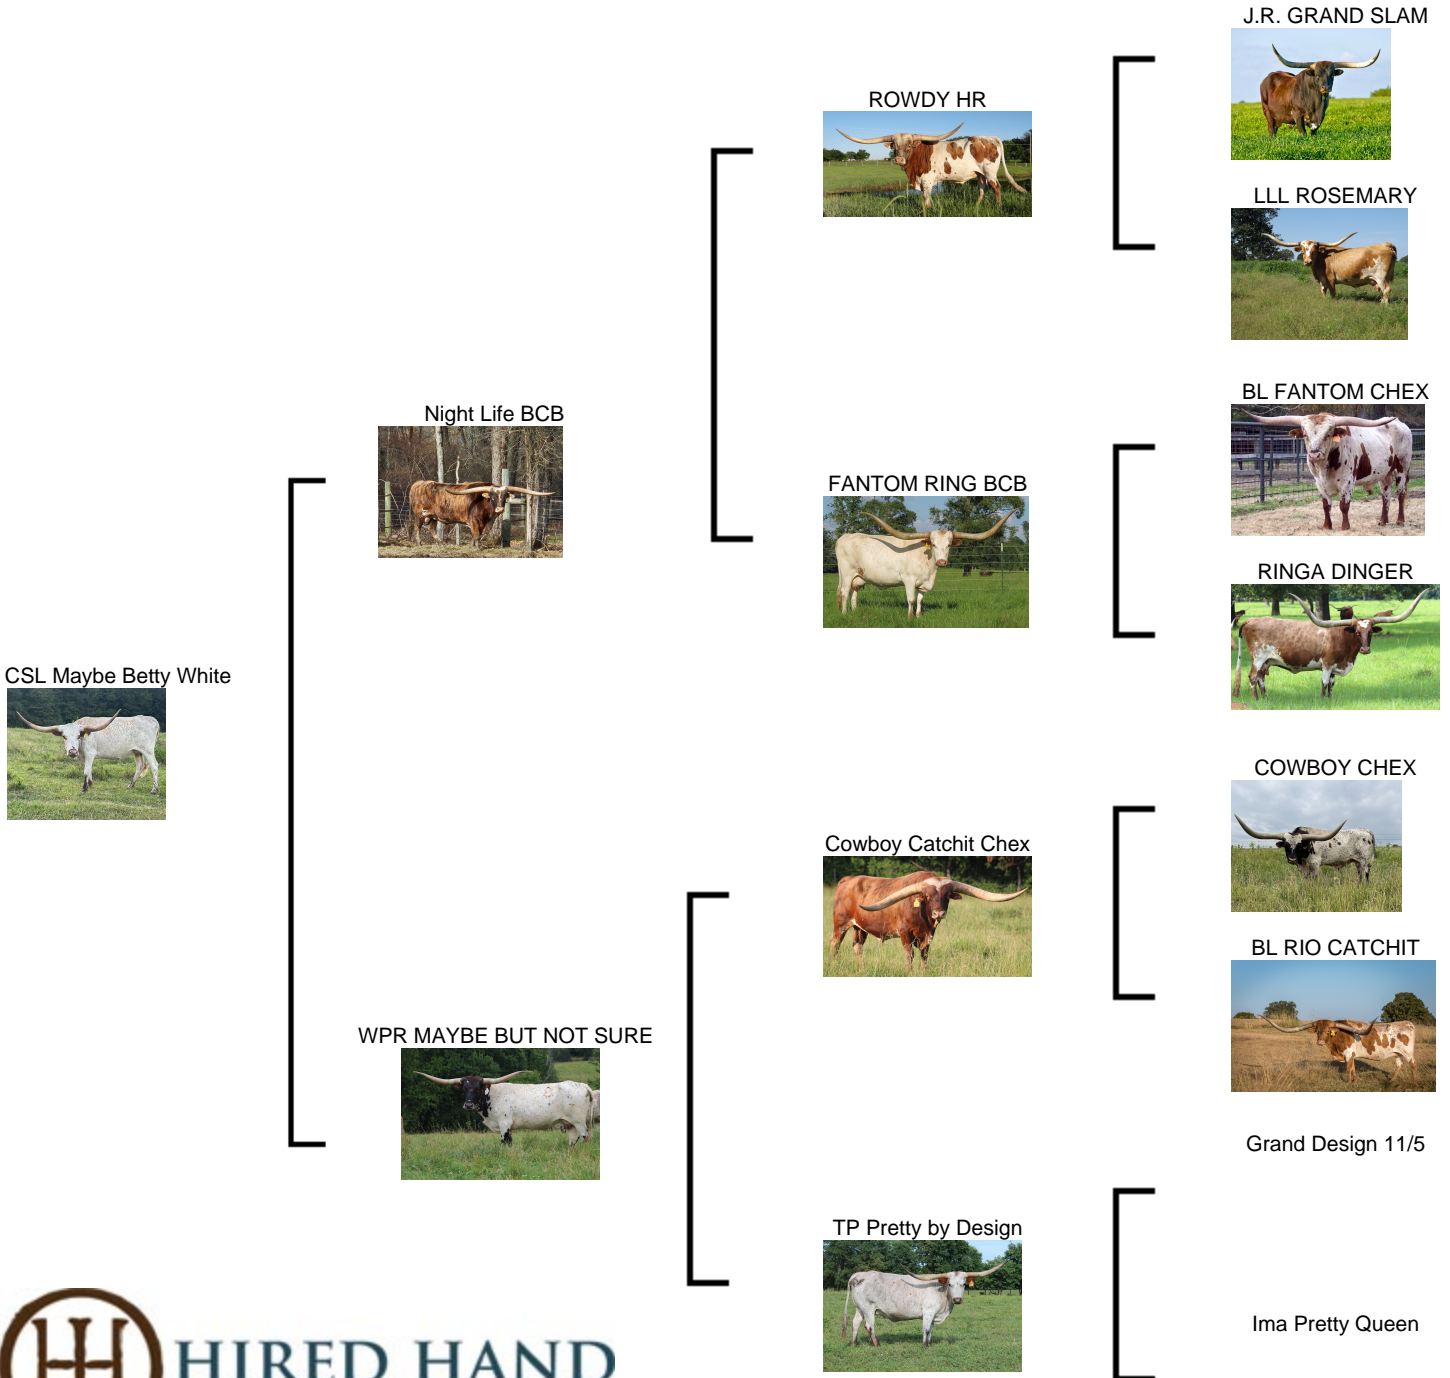 J.R. GRAND SLAM
ROWDY HR
LLL ROSEMARY
BL FANTOM CHEX
Night Life BCB
FANTOM RING BCB
RINGA DINGER
CSL Maybe Betty White
COWBOY CHEX
Cowboy Catchit Chex
BL RIO CATCHIT
WPR MAYBE BUT NOT SURE
Grand Design 11/5
TP Pretty by Design
Ima Pretty Queen
HIRED HAND